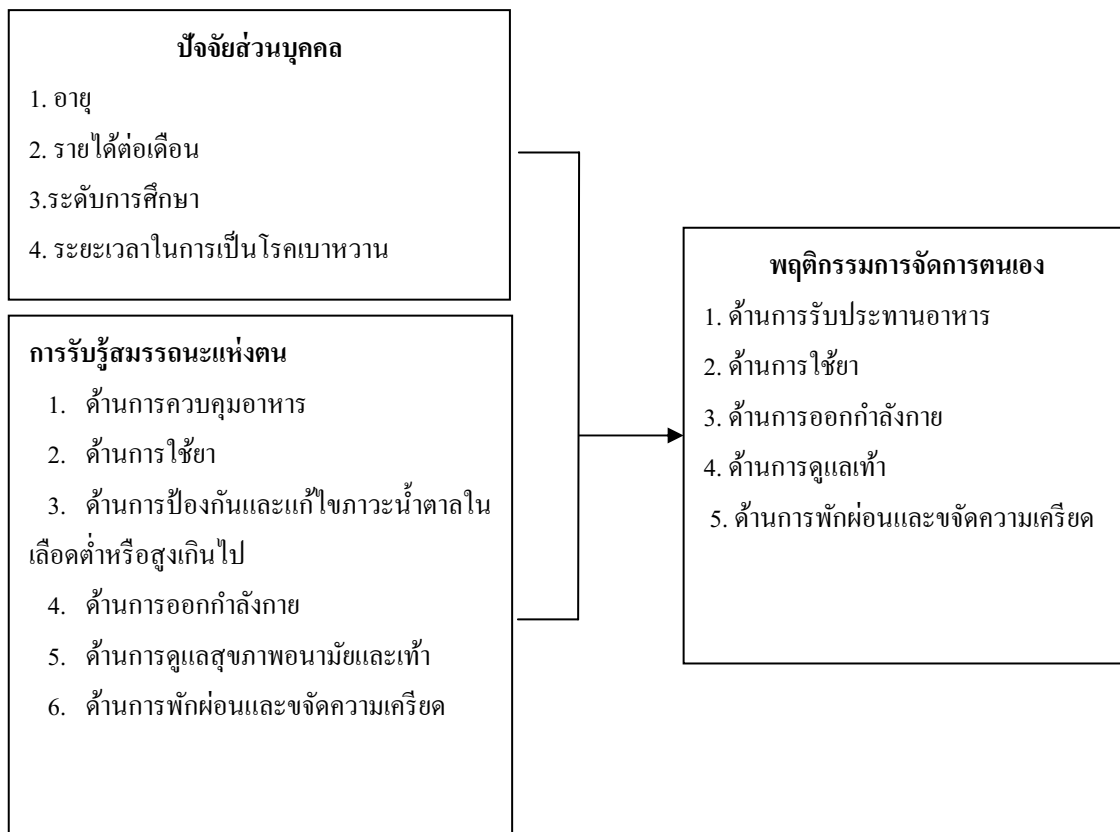 ปัจจัยส่วนบุคคล
1. อายุ
2. รายได้ต่อเดือน
3.ระดับการศึกษา
4. ระยะเวลาในการเป็นโรคเบาหวาน
การรับรู้สมรรถนะแห่งตน
1. ด้านการควบคุมอาหาร
2. ด้านการใช้ยา
3. ด้านการป้องกันและแก้ไขภาวะน้ำตาลใน
เลือดต่ำหรือสูงเกินไป
4. ด้านการออกกำลังกาย
5. ด้านการดูแลสุขภาพอนามัยและเท้า
6. ด้านการพักผ่อนและขจัดความเครียด
พฤติกรรมการจัดการตนเอง
1. ด้านการรับประทานอาหาร
2. ด้านการใช้ยา
3. ด้านการออกกำลังกาย
4. ด้านการดูแลเท้า
5. ด้านการพักผ่อนและขจัดความเครียด